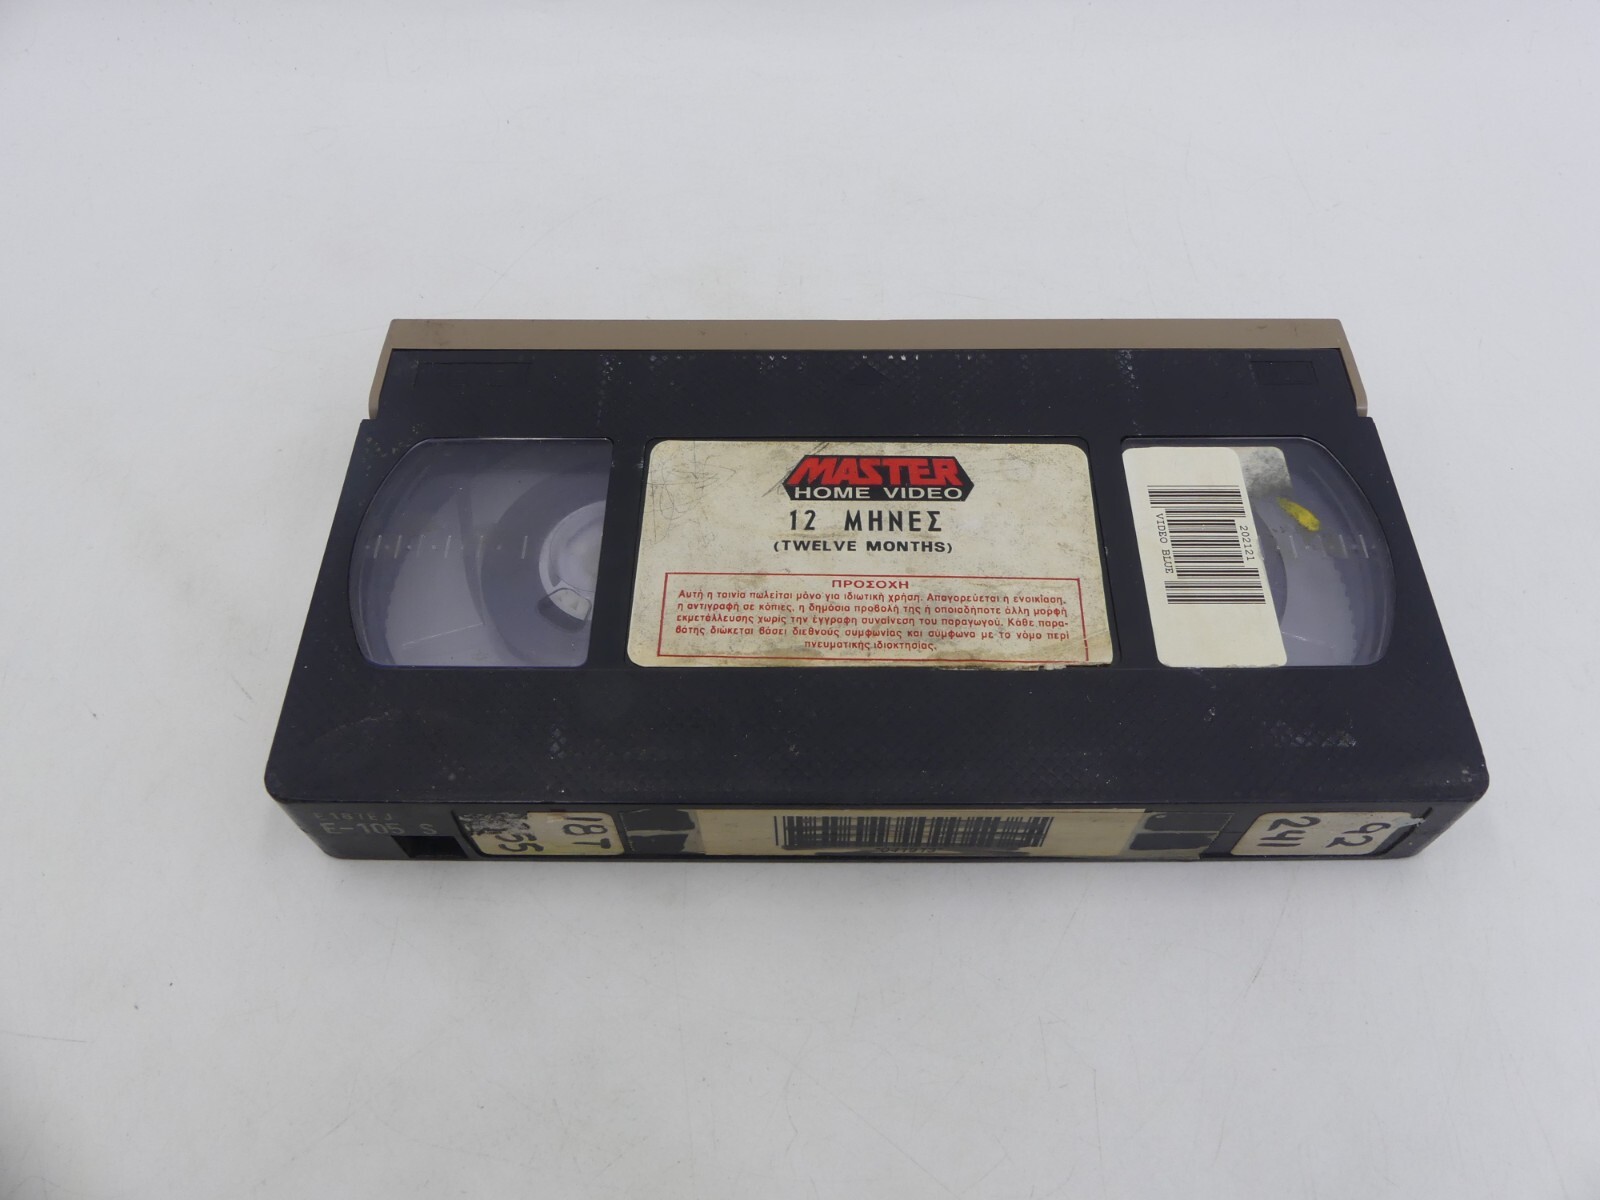 MASTER
HOME VIDEO
12 ΜΗΝΕΣ
(TWELVE MONTHS)
ΠΡΟΣΟΧΗ
Αυτή η ταινία πωλείται μόνο για ιδιωτική χρήση. Απαγορεύεται η ενοικίαση,
η αντιγραφή σε κόπιες, η δημόσια προβολή της ή οποιαδήποτε άλλη μορφή
εκμετάλλευσης χωρίς την έγγραφη συναίνεση του παραγωγού. Κάθε παρα-
βάτης διώκεται βάσει διεθνούς συμφωνίας και σύμφωνα με το νόμο περί
πνευματικής ιδιοκτησίας.
202121
VIDEO BLUE
E-105 S
187
92
241